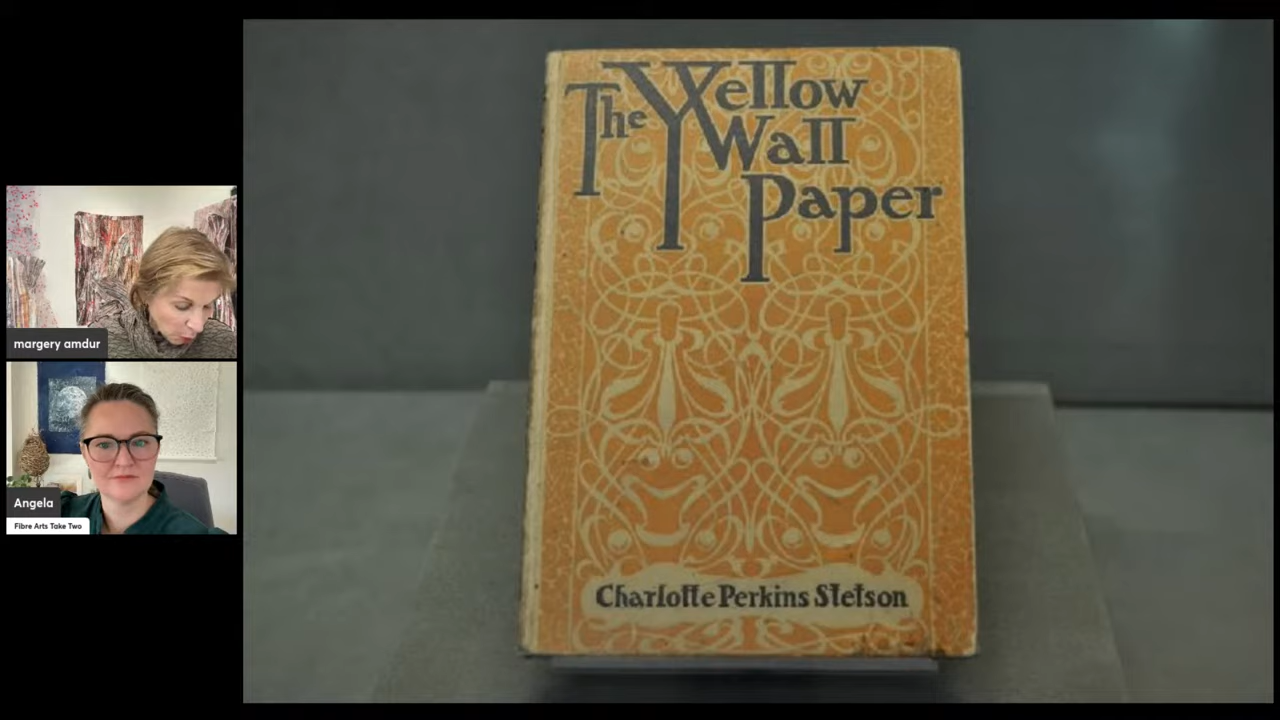 margery amdur
Angela
Fibre Arts Take Two
The Yellow
Wall
Paper
Charlotte Perkins Stetson